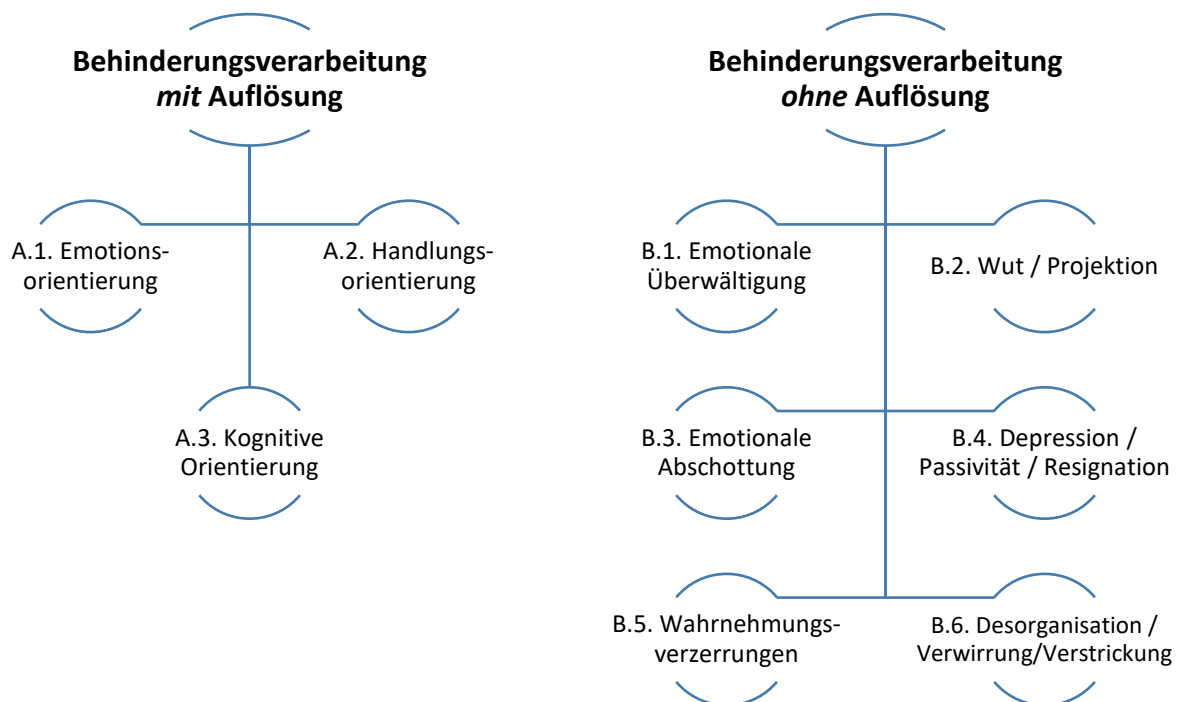 Behinderungsverarbeitung
mit Auflösung
A.1. Emotions-
orientierung
A.2. Handlungs-
orientierung
A.3. Kognitive
Orientierung
Behinderungsverarbeitung
ohne Auflösung
B.1. Emotionale
Überwältigung
B.2. Wut / Projektion
B.3. Emotionale
Abschottung
B.4. Depression /
Passivität / Resignation
B.5. Wahrnehmungs-
verzerrungen
B.6. Desorganisation /
Verwirrung/Verstrickung